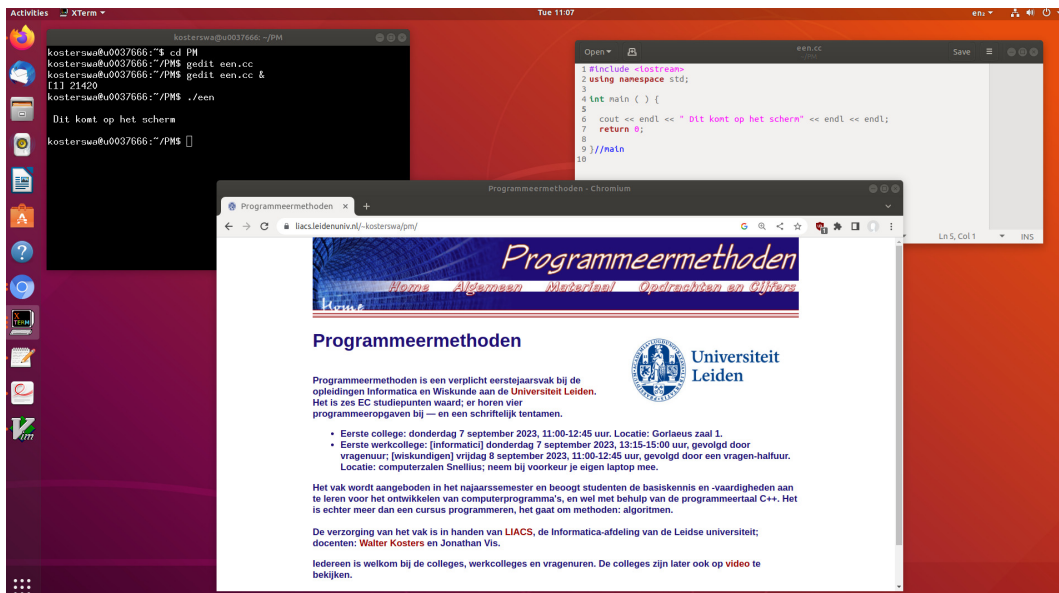 Activities XTerm
Tue 11:07
en₂
kosterswa@u0037666: ~/PM
kosterswa@u0037666:~$ cd PM
kosterswa@u0037666:~/PM$ gedit een.cc
kosterswa@u0037666:~/PM$ gedit een.cc &
[1] 21420
kosterswa@u0037666:~/PM$ ./een
Dit komt op het scherm
kosterswa@u0037666:~/PM$
Open
een.cc
Save
1 #include <iostream>
2 using namespace std;
3
4 int main ( ) {
5
6 cout << endl << " Dit komt op het scherm" << endl << endl;
7 return 0;
8
9 }//main
10
Ln 5, Col 1 INS
Programmeermethoden - Chromium
Programmeermethoden
liacs.leidenuniv.nl/~kosterswa/pm/
Programmeermethoden
Home Algemeen Materiaal Opdrachten en Cijfers
Home
Programmeermethoden
Universiteit
Leiden
Programmeermethoden is een verplicht eerstejaarsvak bij de
opleidingen Informatica en Wiskunde aan de Universiteit Leiden.
Het is zes EC studiepunten waard; er horen vier
programmeeropgaven bij — en een schriftelijk tentamen.
• Eerste college: donderdag 7 september 2023, 11:00-12:45 uur. Locatie: Gorlaeus zaal 1.
• Eerste werkcollege: [informatici] donderdag 7 september 2023, 13:15-15:00 uur, gevolgd door
vragenuur; [wiskundigen] vrijdag 8 september 2023, 11:00-12:45 uur, gevolgd door een vragen-halfuur.
Locatie: computerzalen Snellius; neem bij voorkeur je eigen laptop mee.
Het vak wordt aangeboden in het najaarssemester en beoogt studenten de basiskennis en -vaardigheden aan
te leren voor het ontwikkelen van computerprogramma's, en wel met behulp van de programmeertaal C++. Het
is echter meer dan een cursus programmeren, het gaat om methoden: algoritmen.
De verzorging van het vak is in handen van LIACS, de Informatica-afdeling van de Leidse universiteit;
docenten: Walter Kosters en Jonathan Vis.
Iedereen is welkom bij de colleges, werkcolleges en vragenuren. De colleges zijn later ook op video te
bekijken.
X
TERM
Vim